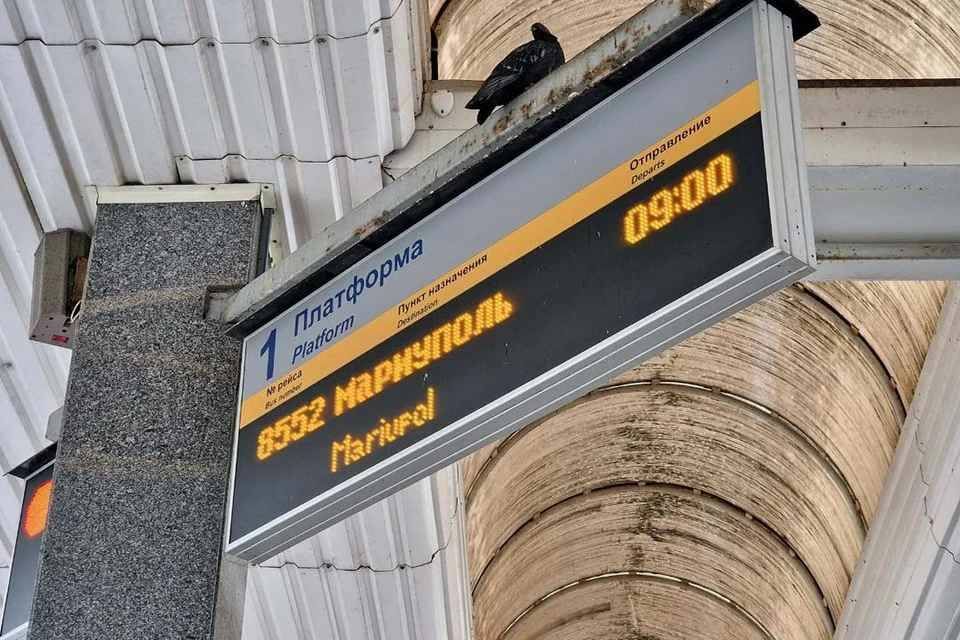 1 Платформа
Platform
№ рейса Пункт назначения Отправление
Bus number Destination Departs
8552 Мариуполь 09:00
Mariupol